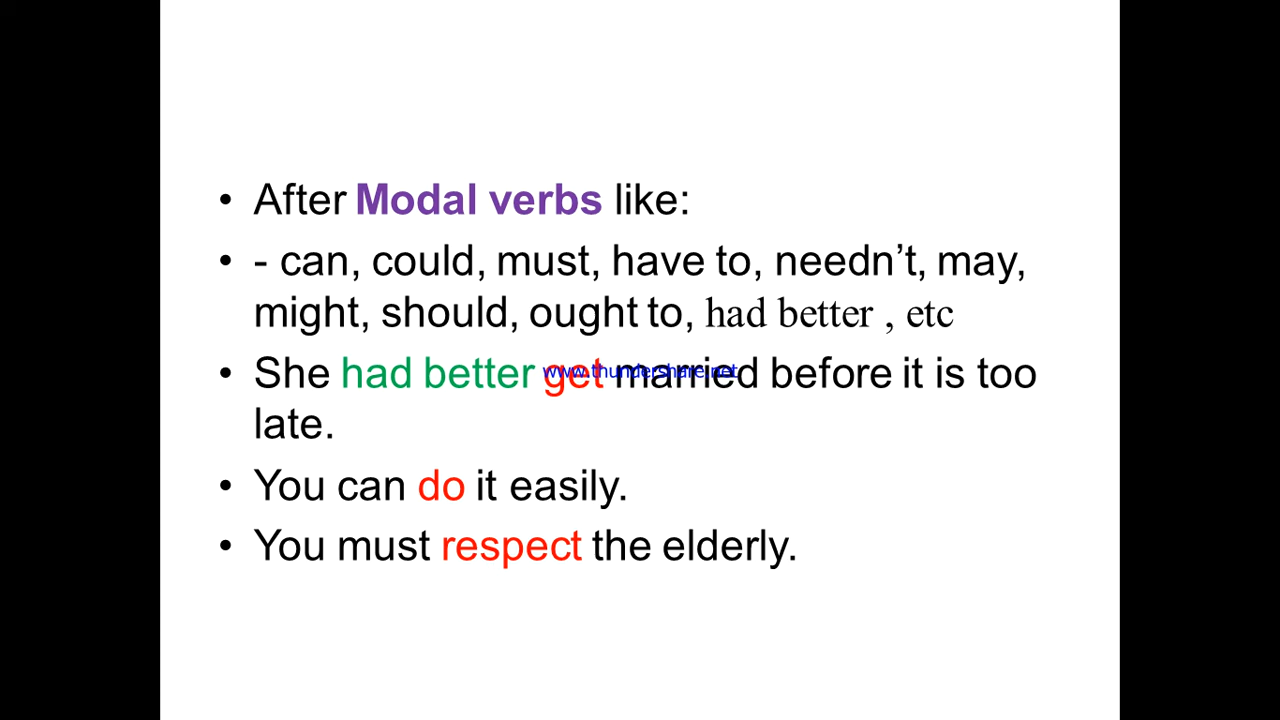 • After Modal verbs like:
• - can, could, must, have to, needn’t, may,
might, should, ought to, had better , etc
• She had better get married before it is too
www.thundershare.net
late.
• You can do it easily.
• You must respect the elderly.